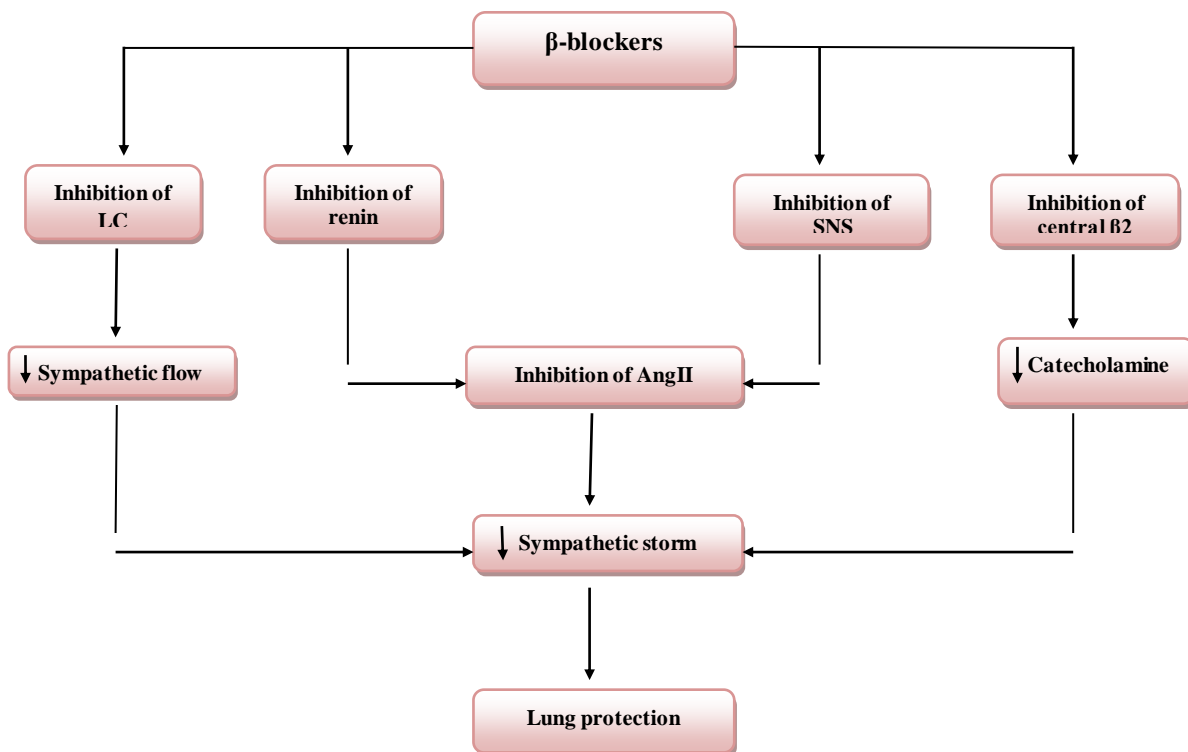 β-blockers
Inhibition of
LC
Inhibition of
renin
Inhibition of
SNS
Inhibition of
central β2
↓ Sympathetic flow
Inhibition of AngII
↓ Catecholamine
↓ Sympathetic storm
Lung protection